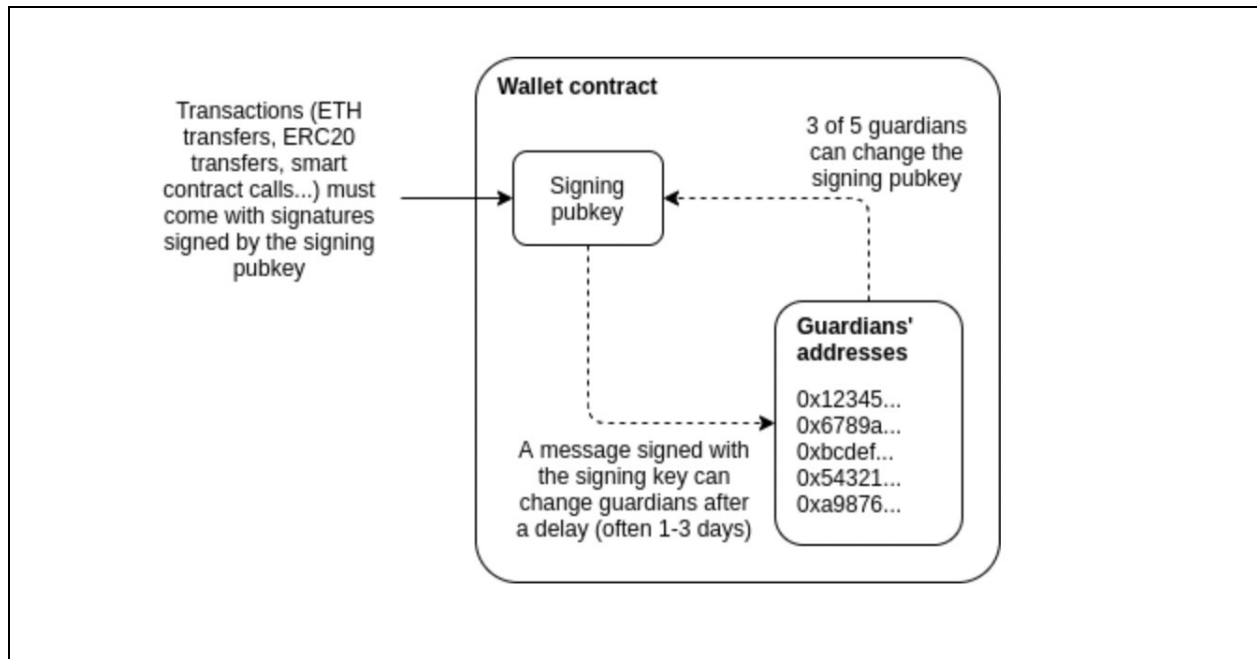 Wallet contract
Transactions (ETH
transfers, ERC20
transfers, smart
contract calls...) must
come with signatures
signed by the signing
pubkey
Signing
pubkey
3 of 5 guardians
can change the
signing pubkey
Guardians'
addresses
0x12345...
0x6789a...
0xbcdef...
0x54321...
0xa9876...
A message signed with
the signing key can
change guardians after
a delay (often 1-3 days)